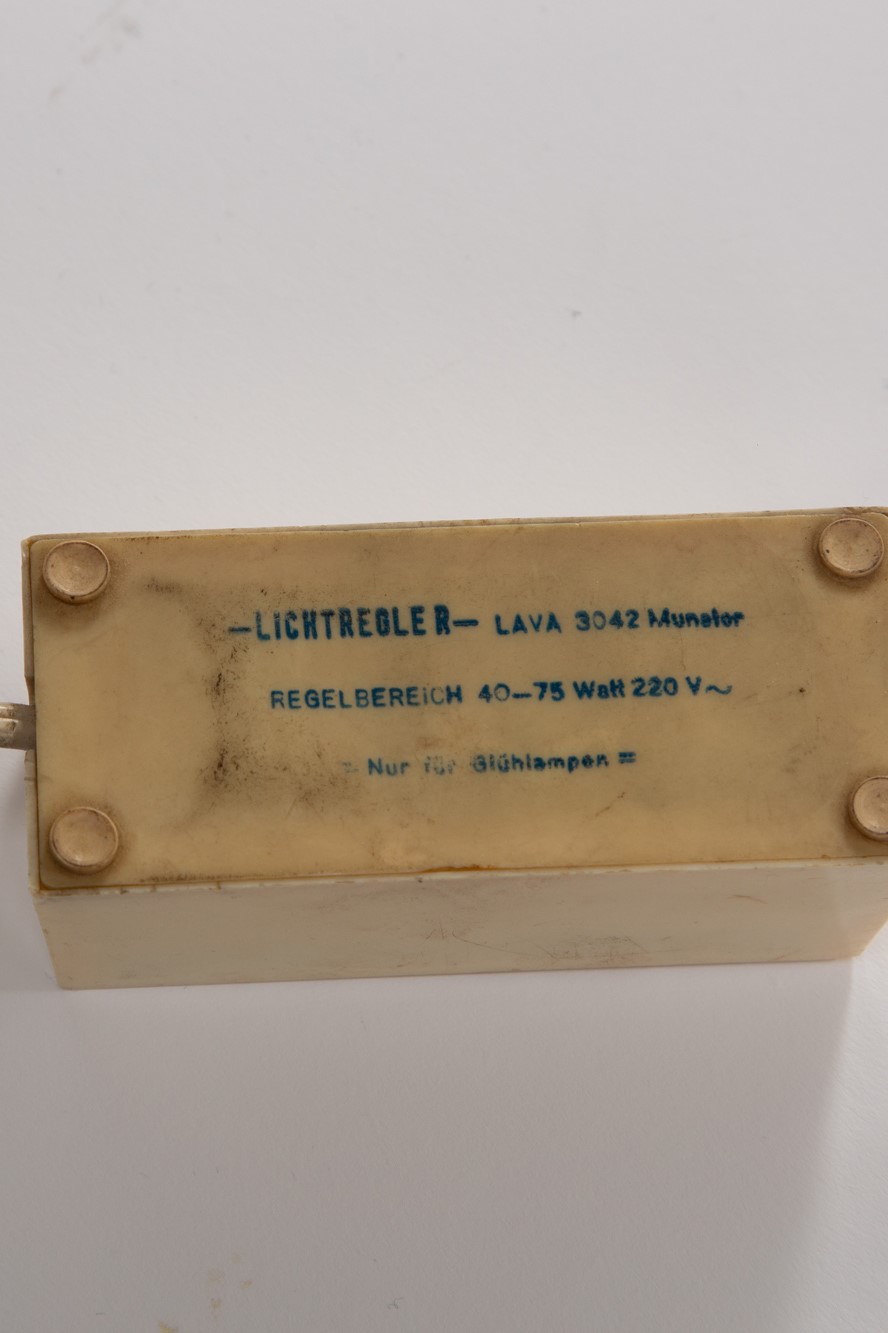 –LICHTREGLER– LAVA 3042 Munster
REGELBEREICH 40–75 Watt 220 V~
= Nur für Glühlampen =